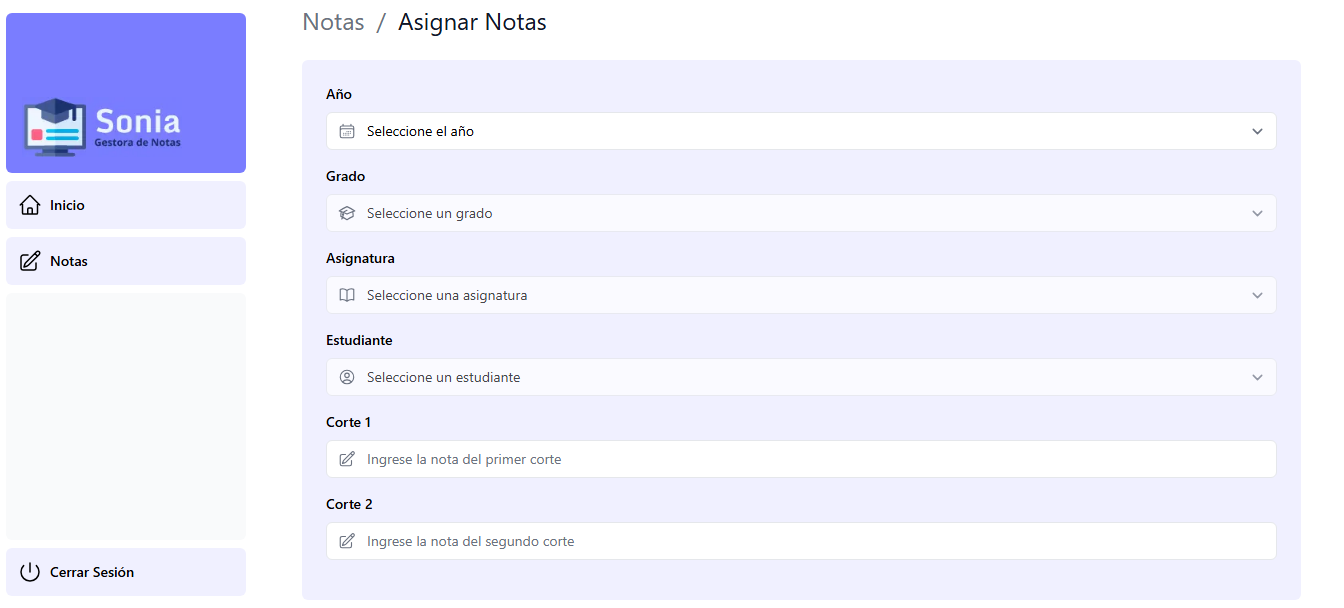 Sonia
Gestora de Notas
Inicio
Notas
Cerrar Sesión
Notas / Asignar Notas
Año
Seleccione el año
Grado
Seleccione un grado
Asignatura
Seleccione una asignatura
Estudiante
Seleccione un estudiante
Corte 1
Ingrese la nota del primer corte
Corte 2
Ingrese la nota del segundo corte